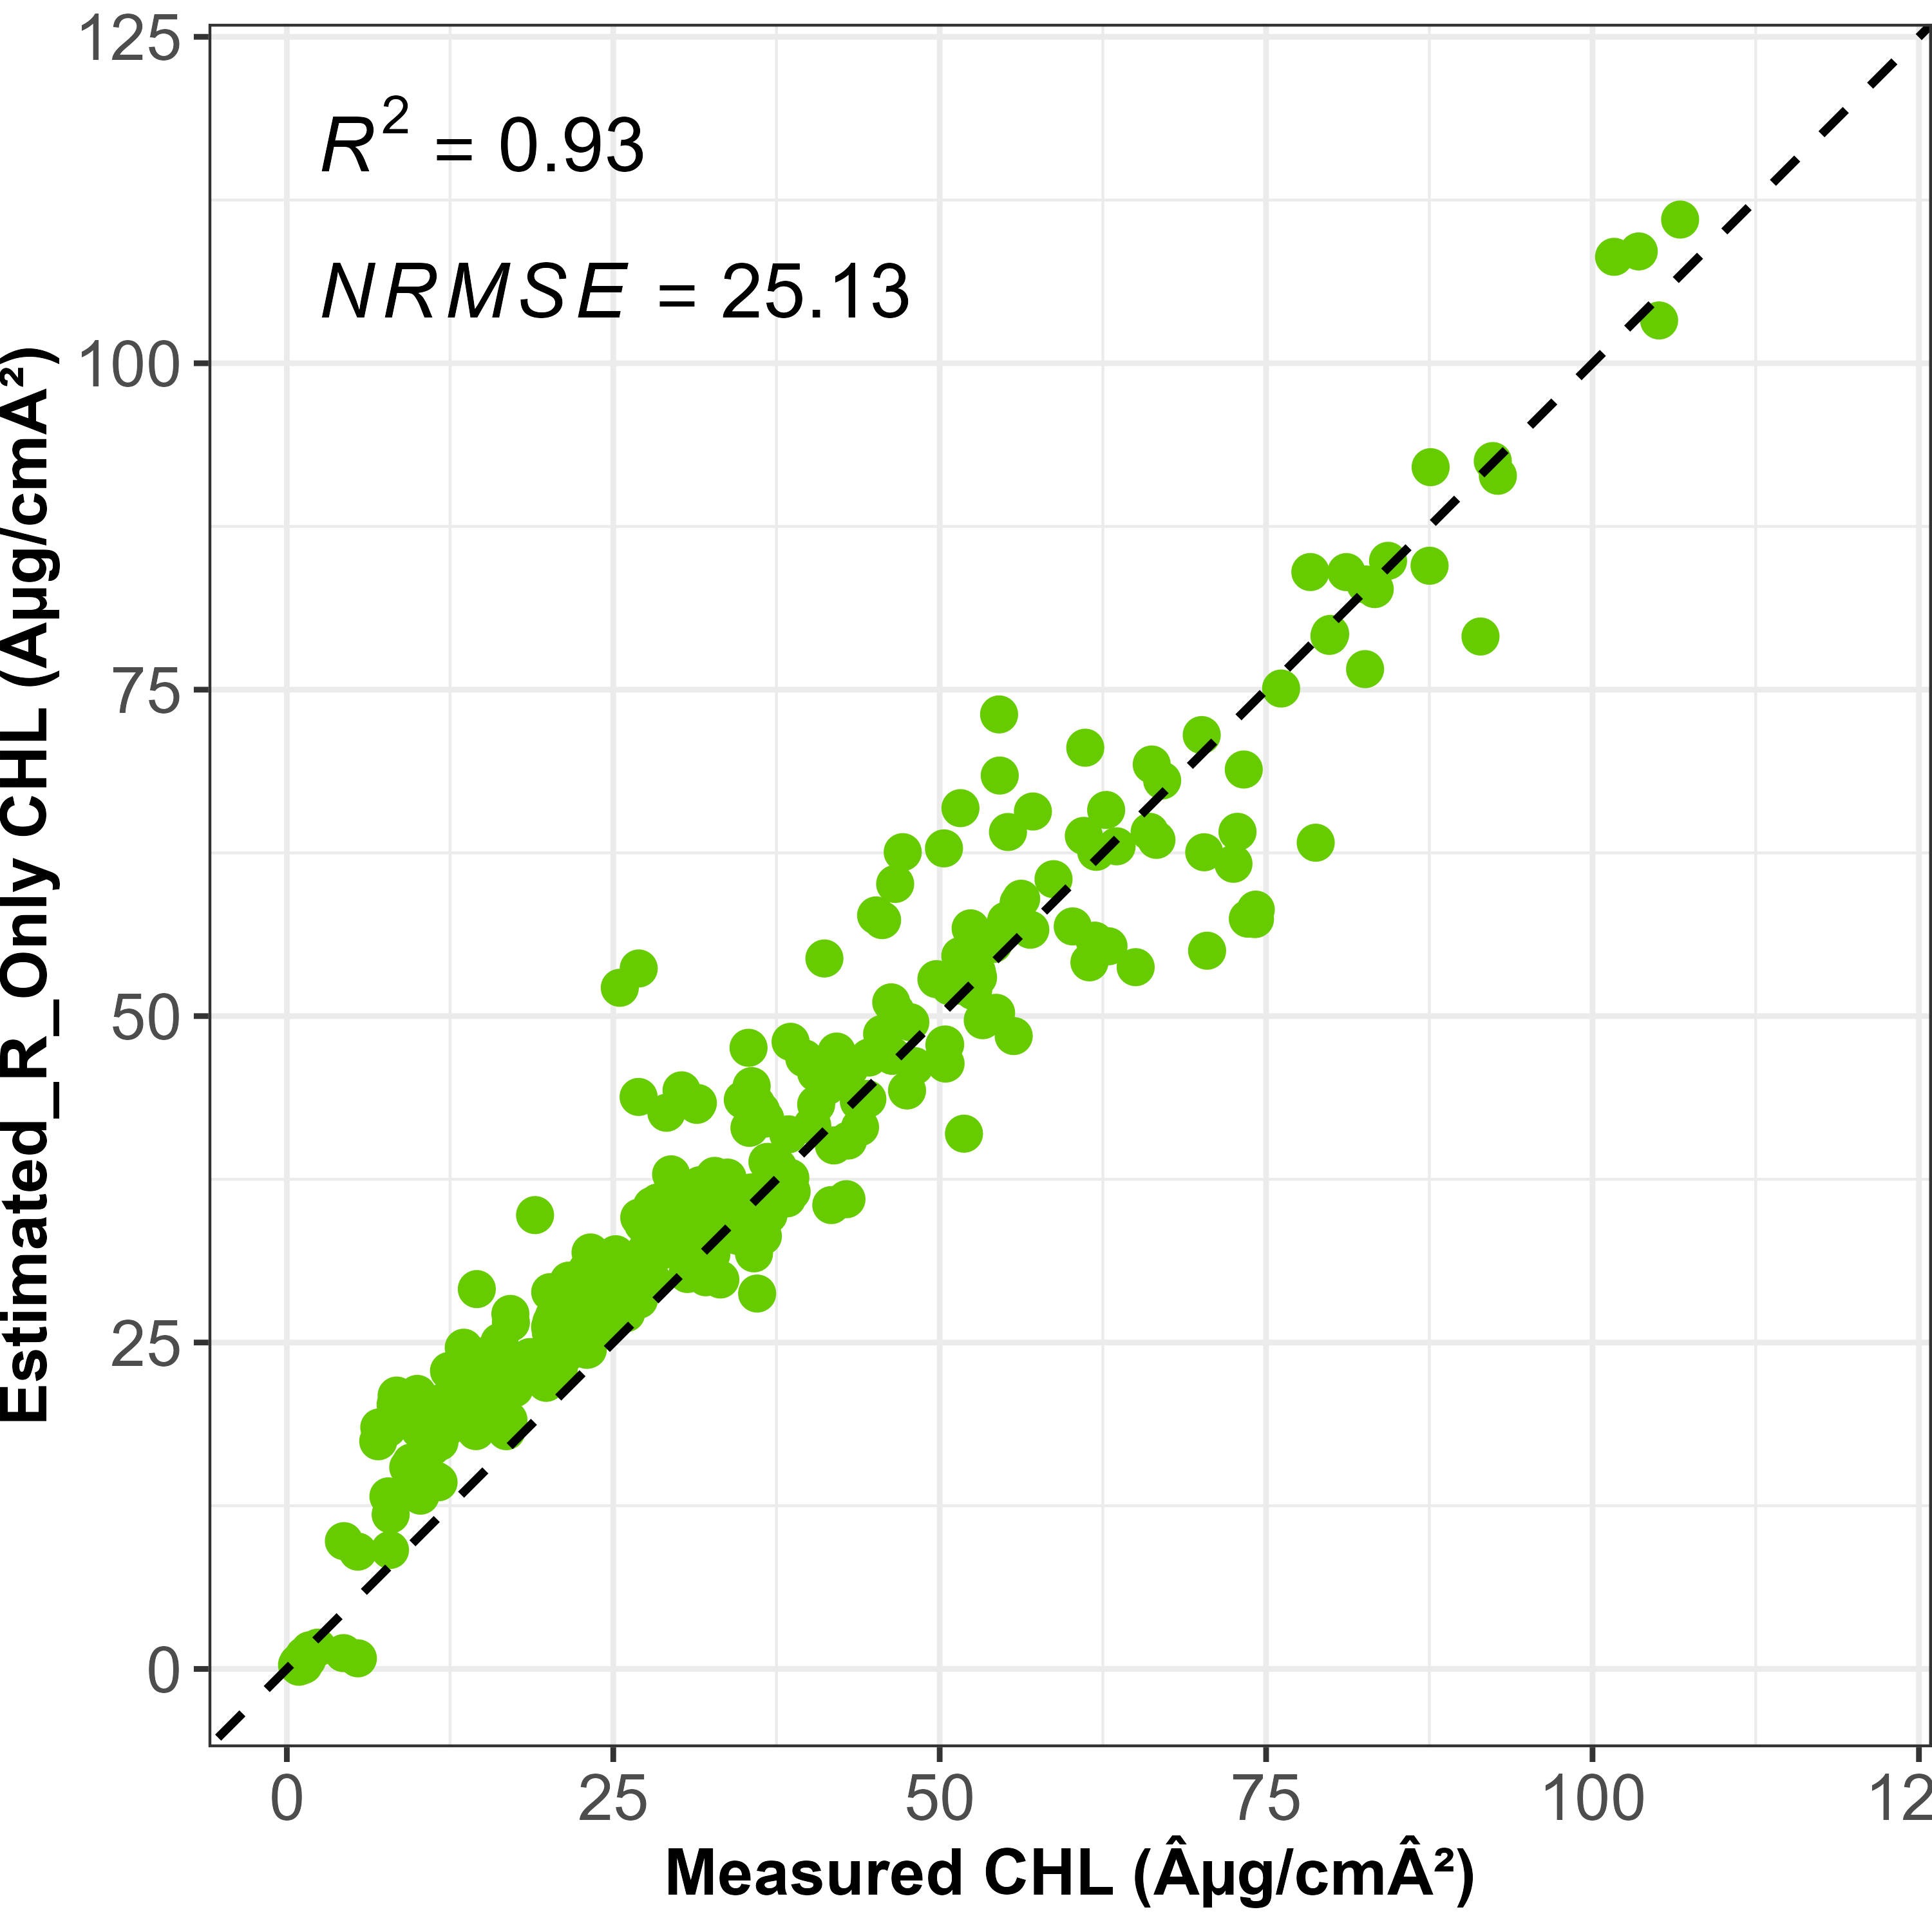 125
R2 = 0.93
NRMSE = 25.13
100
75
50
25
0
Estimated_R_Only CHL (Âµg/cmÂ²)
0 25 50 75 100 12
Measured CHL (Âµg/cmÂ²)